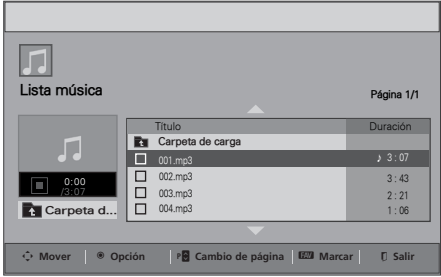 Lista música
Página 1/1
Título Duración
Carpeta de carga
001.mp3 3:07
002.mp3 3:43
003.mp3 2:21
004.mp3 1:06
0:00
/3:07
Carpeta d...
Mover Opción P Cambio de página FAV Marcar Salir